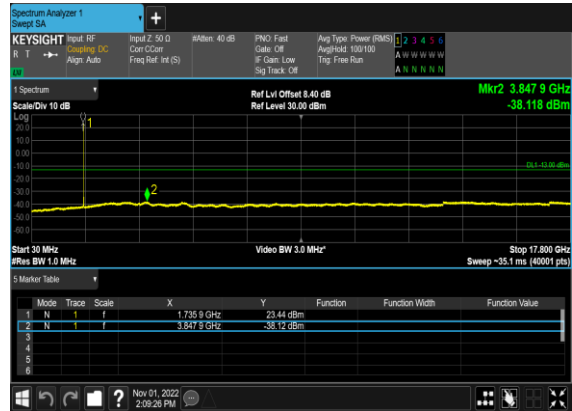 Spectrum Analyzer 1
Swept SA
KEYSIGHT Input: RF Input Z: 50 Ω #Atten: 40 dB PNO: Fast Avg Type: Power (RMS) 1 2 3 4 5 6
R T Coupling: DC Corr CCorr Gate: Off Avg|Hold: 100/100 A W W W W W
Align: Auto Freq Ref: Int (S) IF Gain: Low Trig: Free Run
Sig Track: Off A N N N N N
1 Spectrum Ref Lvl Offset 8.40 dB Mkr2 3.847 9 GHz
Scale/Div 10 dB Ref Level 30.00 dBm -38.118 dBm
Log
20.0
10.0
0.00
-10.0
-20.0
-30.0
-40.0
-50.0
-60.0
1
2
DL1 -13.00 dBm
Start 30 MHz Video BW 3.0 MHz* Stop 17.800 GHz
#Res BW 1.0 MHz Sweep ~35.1 ms (40001 pts)
5 Marker Table
Mode Trace Scale X Y Function Function Width Function Value
1 N 1 f 1.735 9 GHz 23.44 dBm
2 N 1 f 3.847 9 GHz -38.12 dBm
3
4
5
6
? Nov 01, 2022
2:09:26 PM